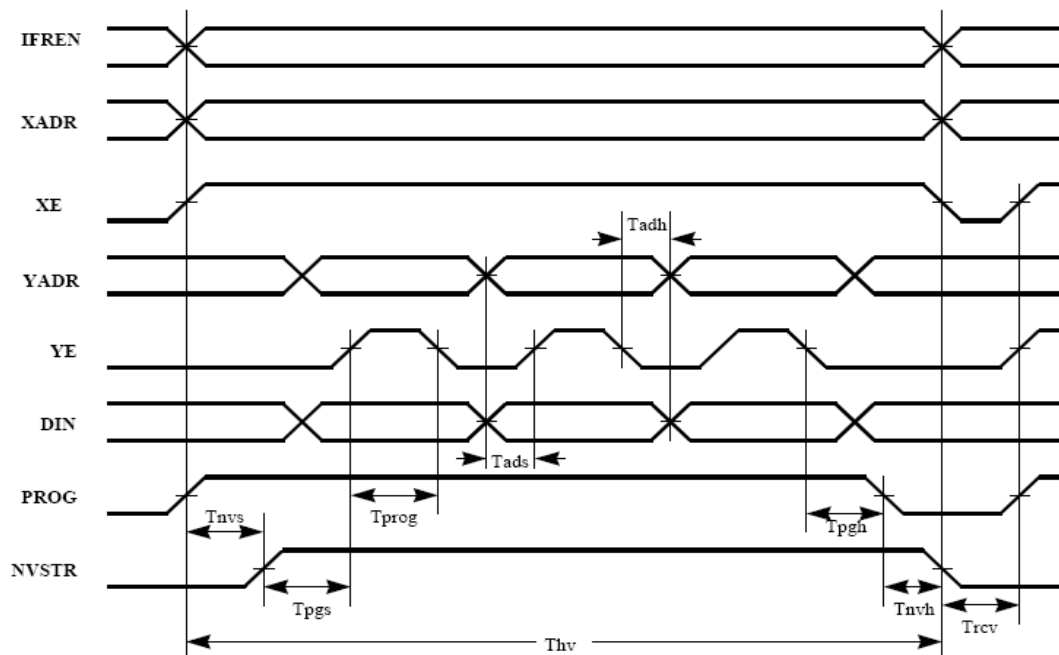 IFREN
XADR
XE
Tadh
YADR
YE
DIN
Tads
PROG
Tnvs
Tprog
Tpgh
NVSTR
Tpgs
Tnvh
Trcv
Thv